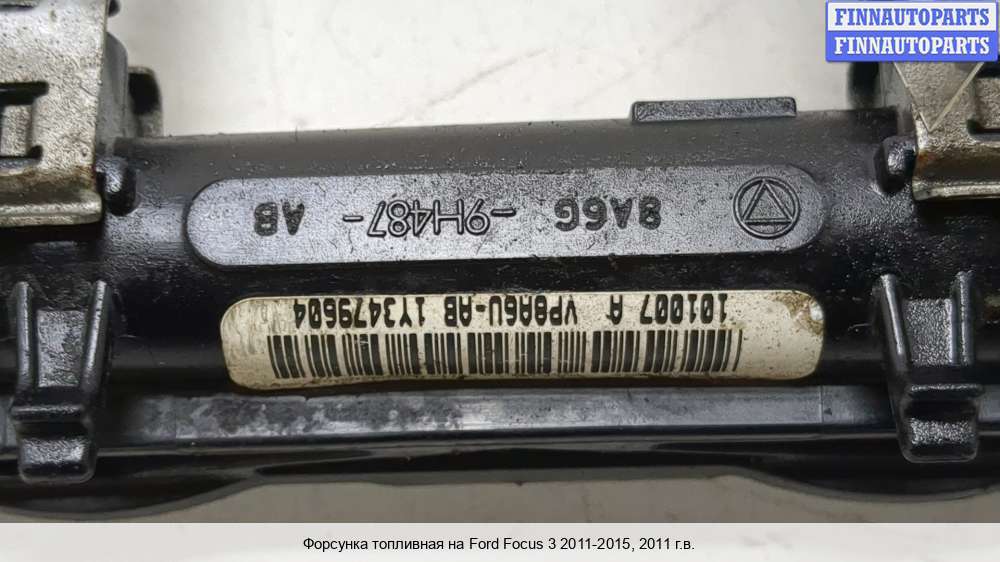 FINNAUTOPARTS
FINNAUTOPARTS
8A6G
-9H487-
AB
101007 A VP8A6U-AB 1Y3479604
Форсунка топливная на Ford Focus 3 2011-2015, 2011 г.в.